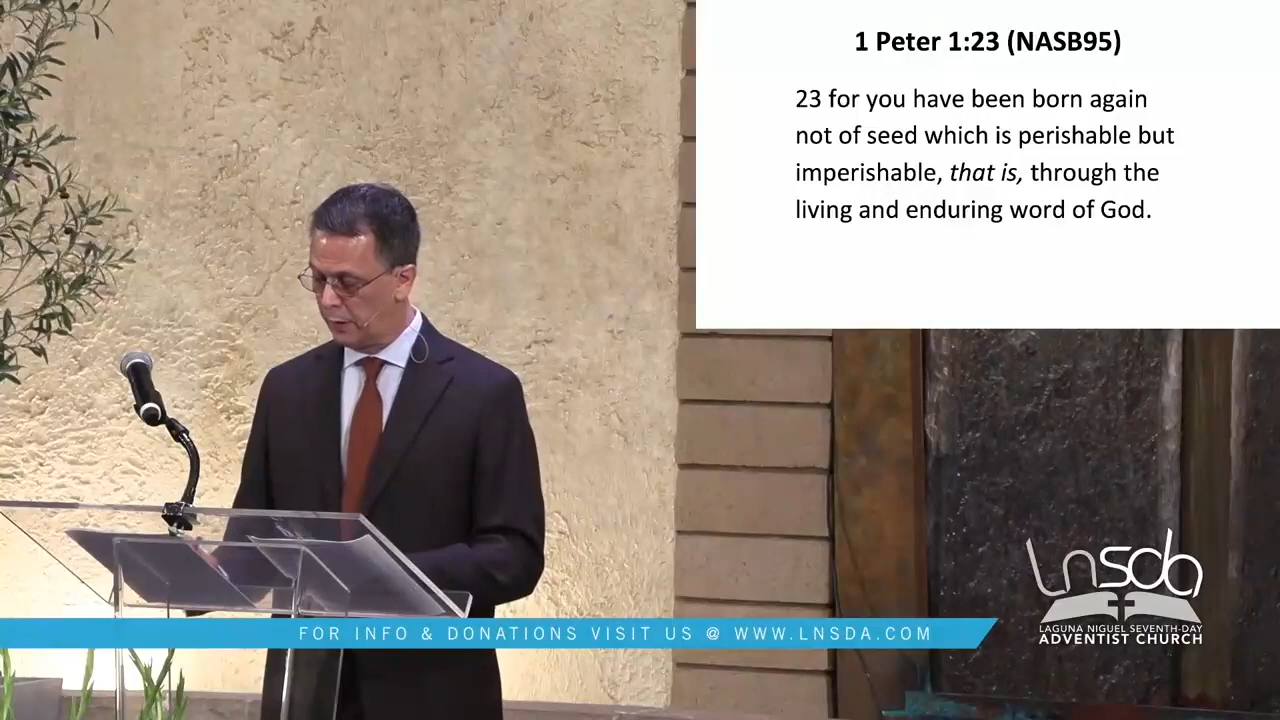 1 Peter 1:23 (NASB95)
23 for you have been born again
not of seed which is perishable but
imperishable, that is, through the
living and enduring word of God.
FOR INFO & DONATIONS VISIT US @ WWW.LNSDA.COM
LNSDA
LAGUNA NIGUEL SEVENTH-DAY
ADVENTIST CHURCH